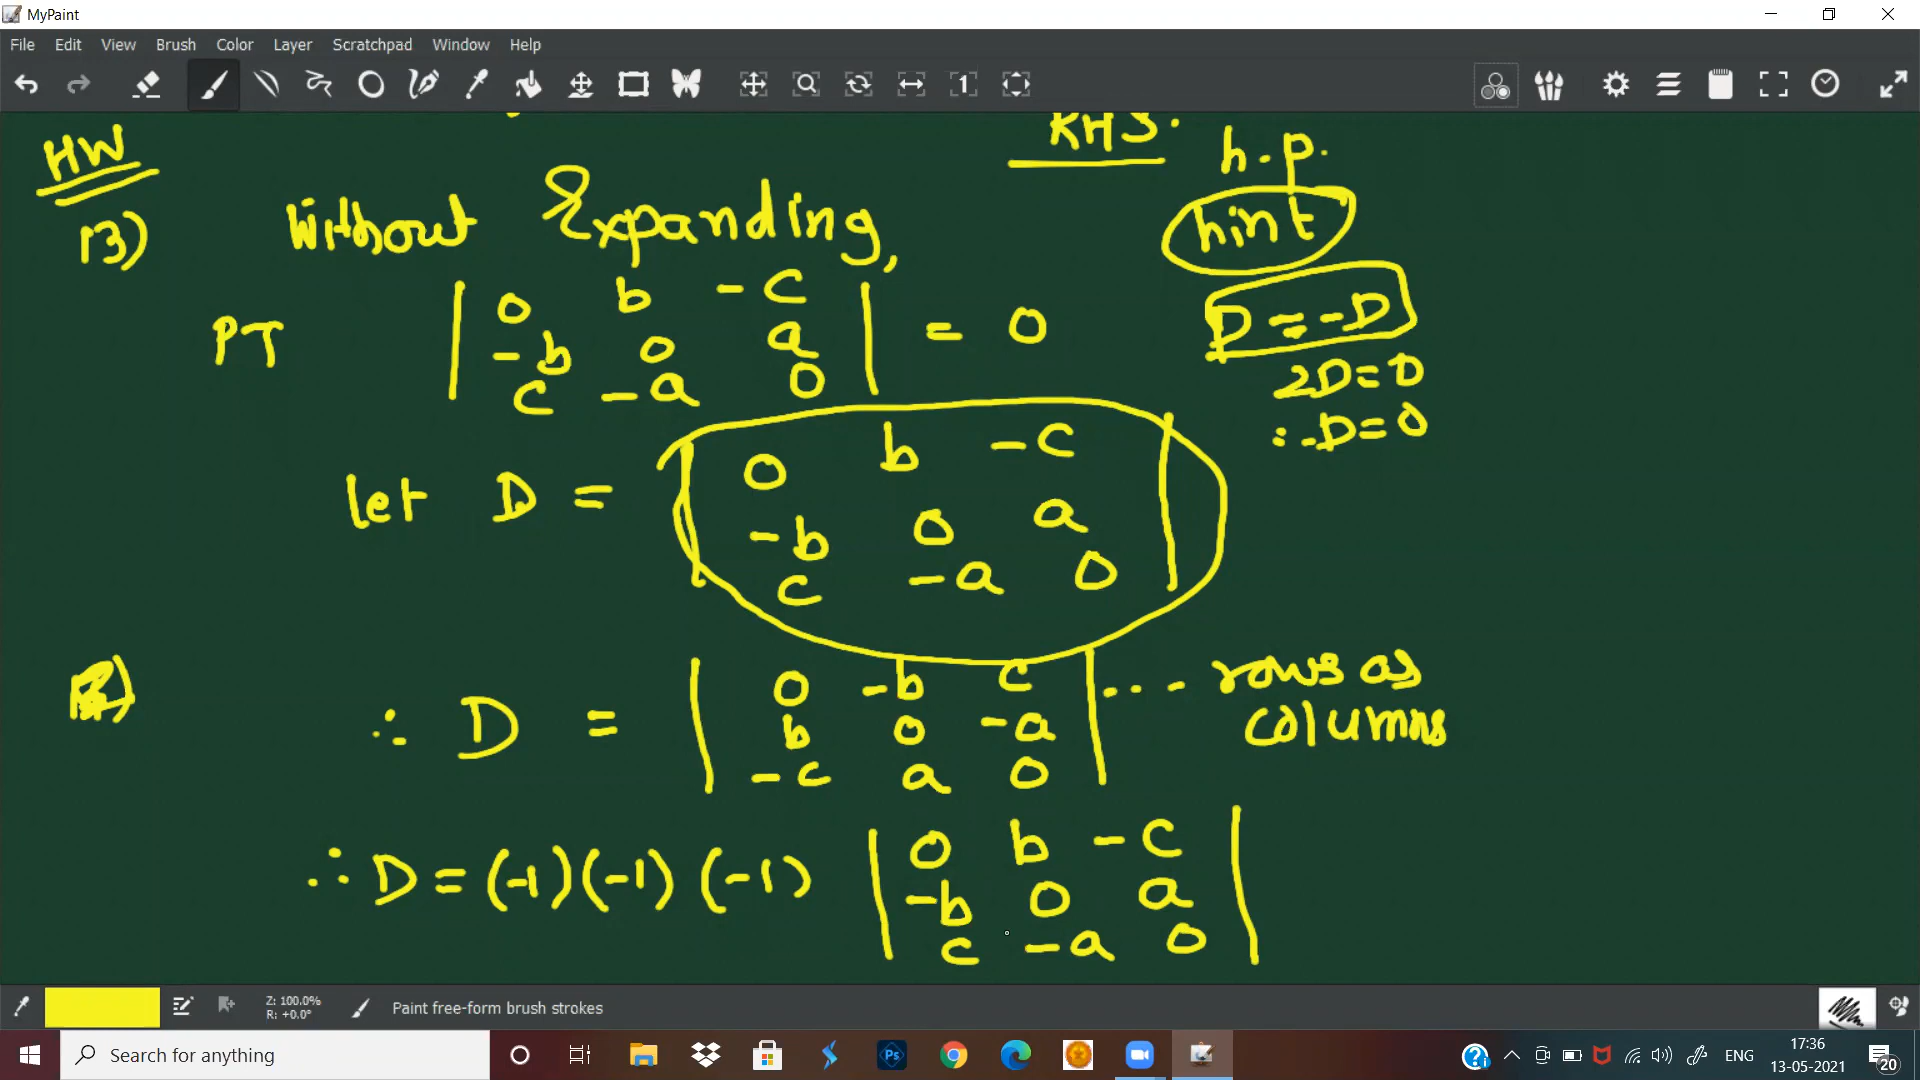 MyPaint
File Edit View Brush Color Layer Scratchpad Window Help
RHS.
HW
h.p.
13) Without Expanding,
hint
PT | 0 b -c |
| -b 0 a | = 0
| c -a 0 |
D = -D
2D = 0
∴ D = 0
let D = | 0 b -c |
| -b 0 a |
| c -a 0 |
∴ D = | 0 -b c | ... rows as
| b 0 -a | columns
| -c a 0 |
∴ D = (-1)(-1)(-1) | 0 b -c |
| -b 0 a |
| c -a 0 |
Z: 100.0%
R: +0.0°
Paint free-form brush strokes
Search for anything
Ps
ENG
17:36
13-05-2021
20